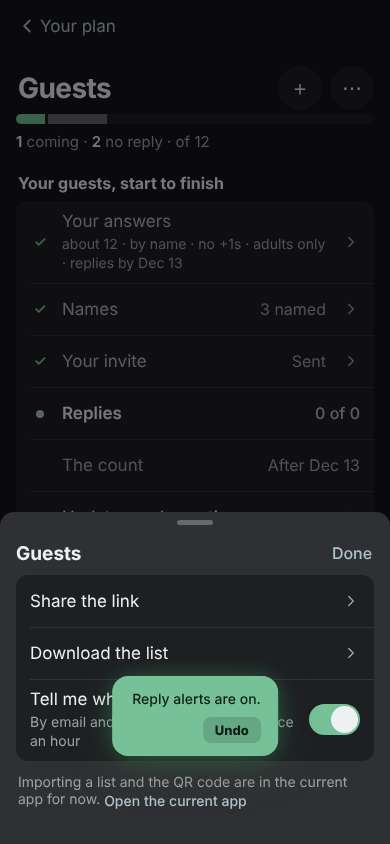 Your plan
Guests
+ ...
1 coming · 2 no reply · of 12
Your guests, start to finish
Your answers
about 12 · by name · no +1s · adults only
· replies by Dec 13
Names 3 named
Your invite Sent
Replies 0 of 0
The count After Dec 13
Guests Done
Share the link
Download the list
Tell me
Reply alerts are on.
By email
an hour
Undo
Importing a list and the QR code are in the current
app for now. Open the current app